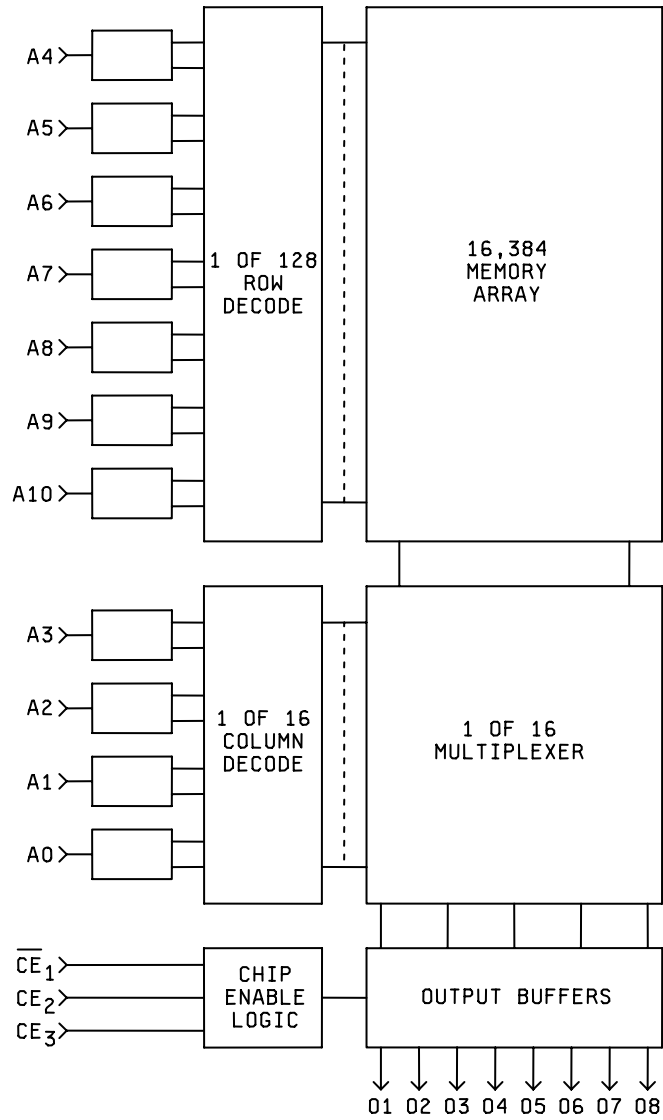 A4
A5
A6
A7
A8
A9
A10
1 OF 128
ROW
DECODE
16,384
MEMORY
ARRAY
A3
A2
A1
A0
1 OF 16
COLUMN
DECODE
1 OF 16
MULTIPLEXER
C̅E̅₁
CE₂
CE₃
CHIP
ENABLE
LOGIC
OUTPUT BUFFERS
O1 O2 O3 O4 O5 O6 O7 O8